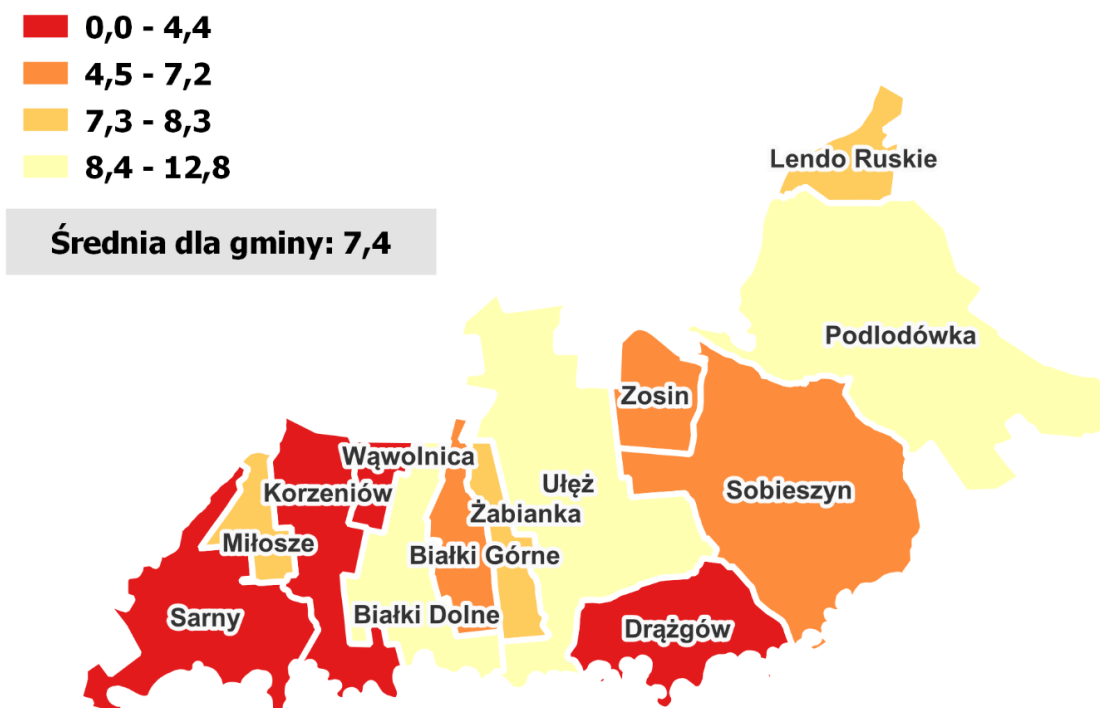 0,0 - 4,4
4,5 - 7,2
7,3 - 8,3
8,4 - 12,8
Średnia dla gminy: 7,4
Lendo Ruskie
Podlodówka
Zosin
Wąwolnica
Korzeniów
Ułęż
Sobieszyn
Żabianka
Miłosze
Białki Górne
Białki Dolne
Sarny
Drążgów